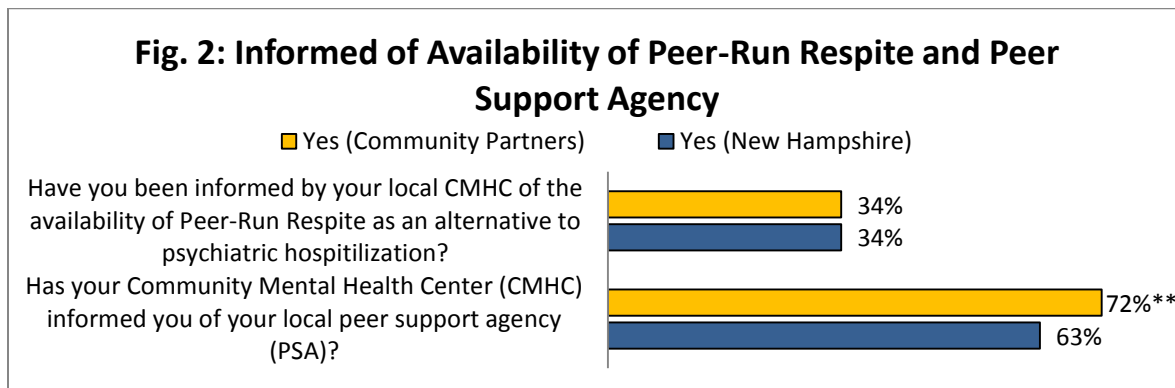 Fig. 2: Informed of Availability of Peer-Run Respite and Peer
Support Agency
Yes (Community Partners) Yes (New Hampshire)
Have you been informed by your local CMHC of the
availability of Peer-Run Respite as an alternative to
psychiatric hospitilization?
34%
34%
Has your Community Mental Health Center (CMHC)
informed you of your local peer support agency
(PSA)?
72%**
63%